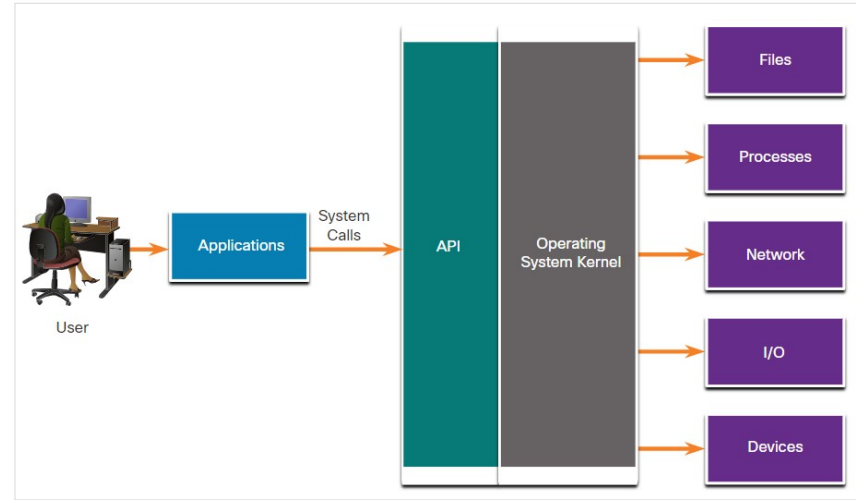 User
Applications
System
Calls
API
Operating
System Kernel
Files
Processes
Network
I/O
Devices